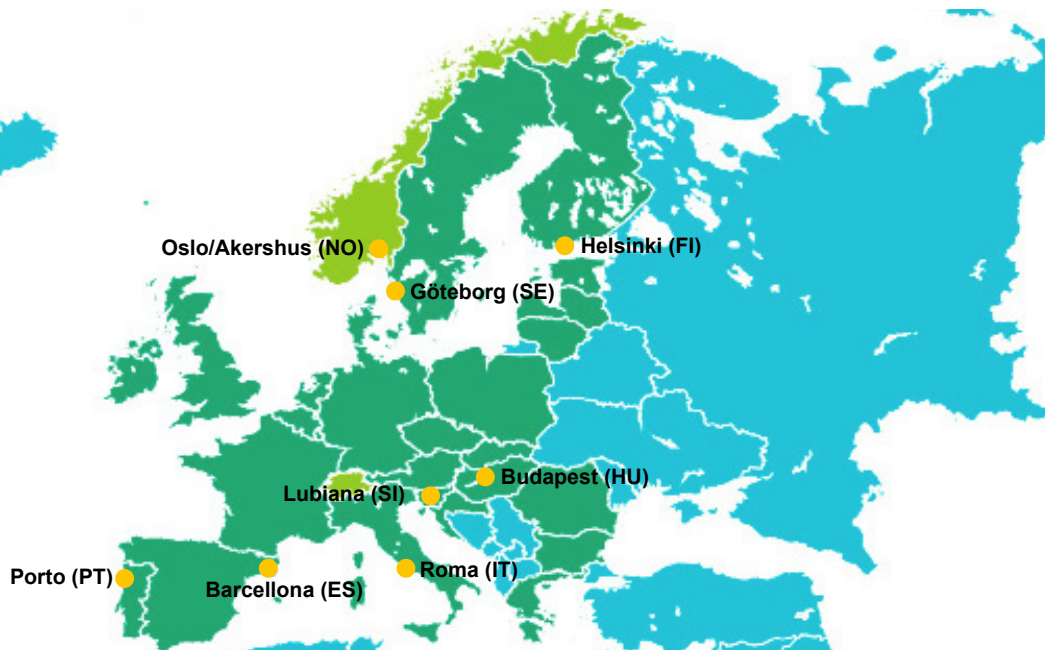 Oslo/Akershus (NO)
Helsinki (FI)
Göteborg (SE)
Budapest (HU)
Lubiana (SI)
Roma (IT)
Porto (PT)
Barcellona (ES)